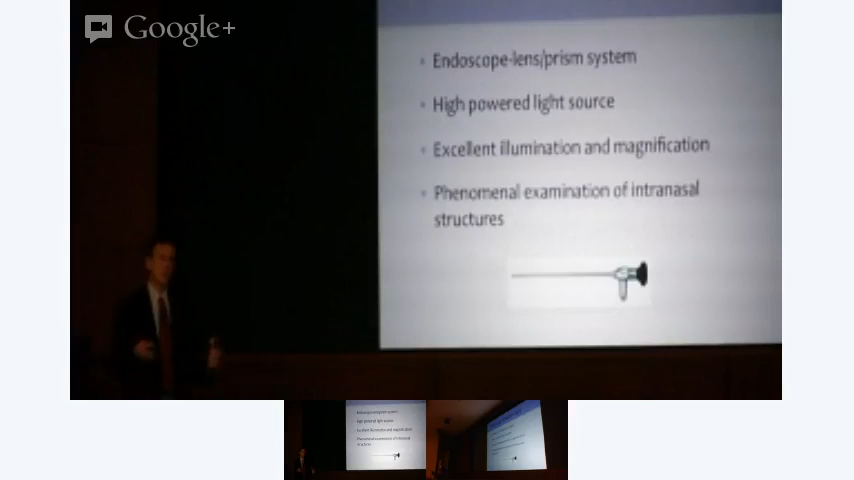 Google+
Endoscope-lens/prism system
High powered light source
Excellent illumination and magnification
Phenomenal examination of intranasal
structures